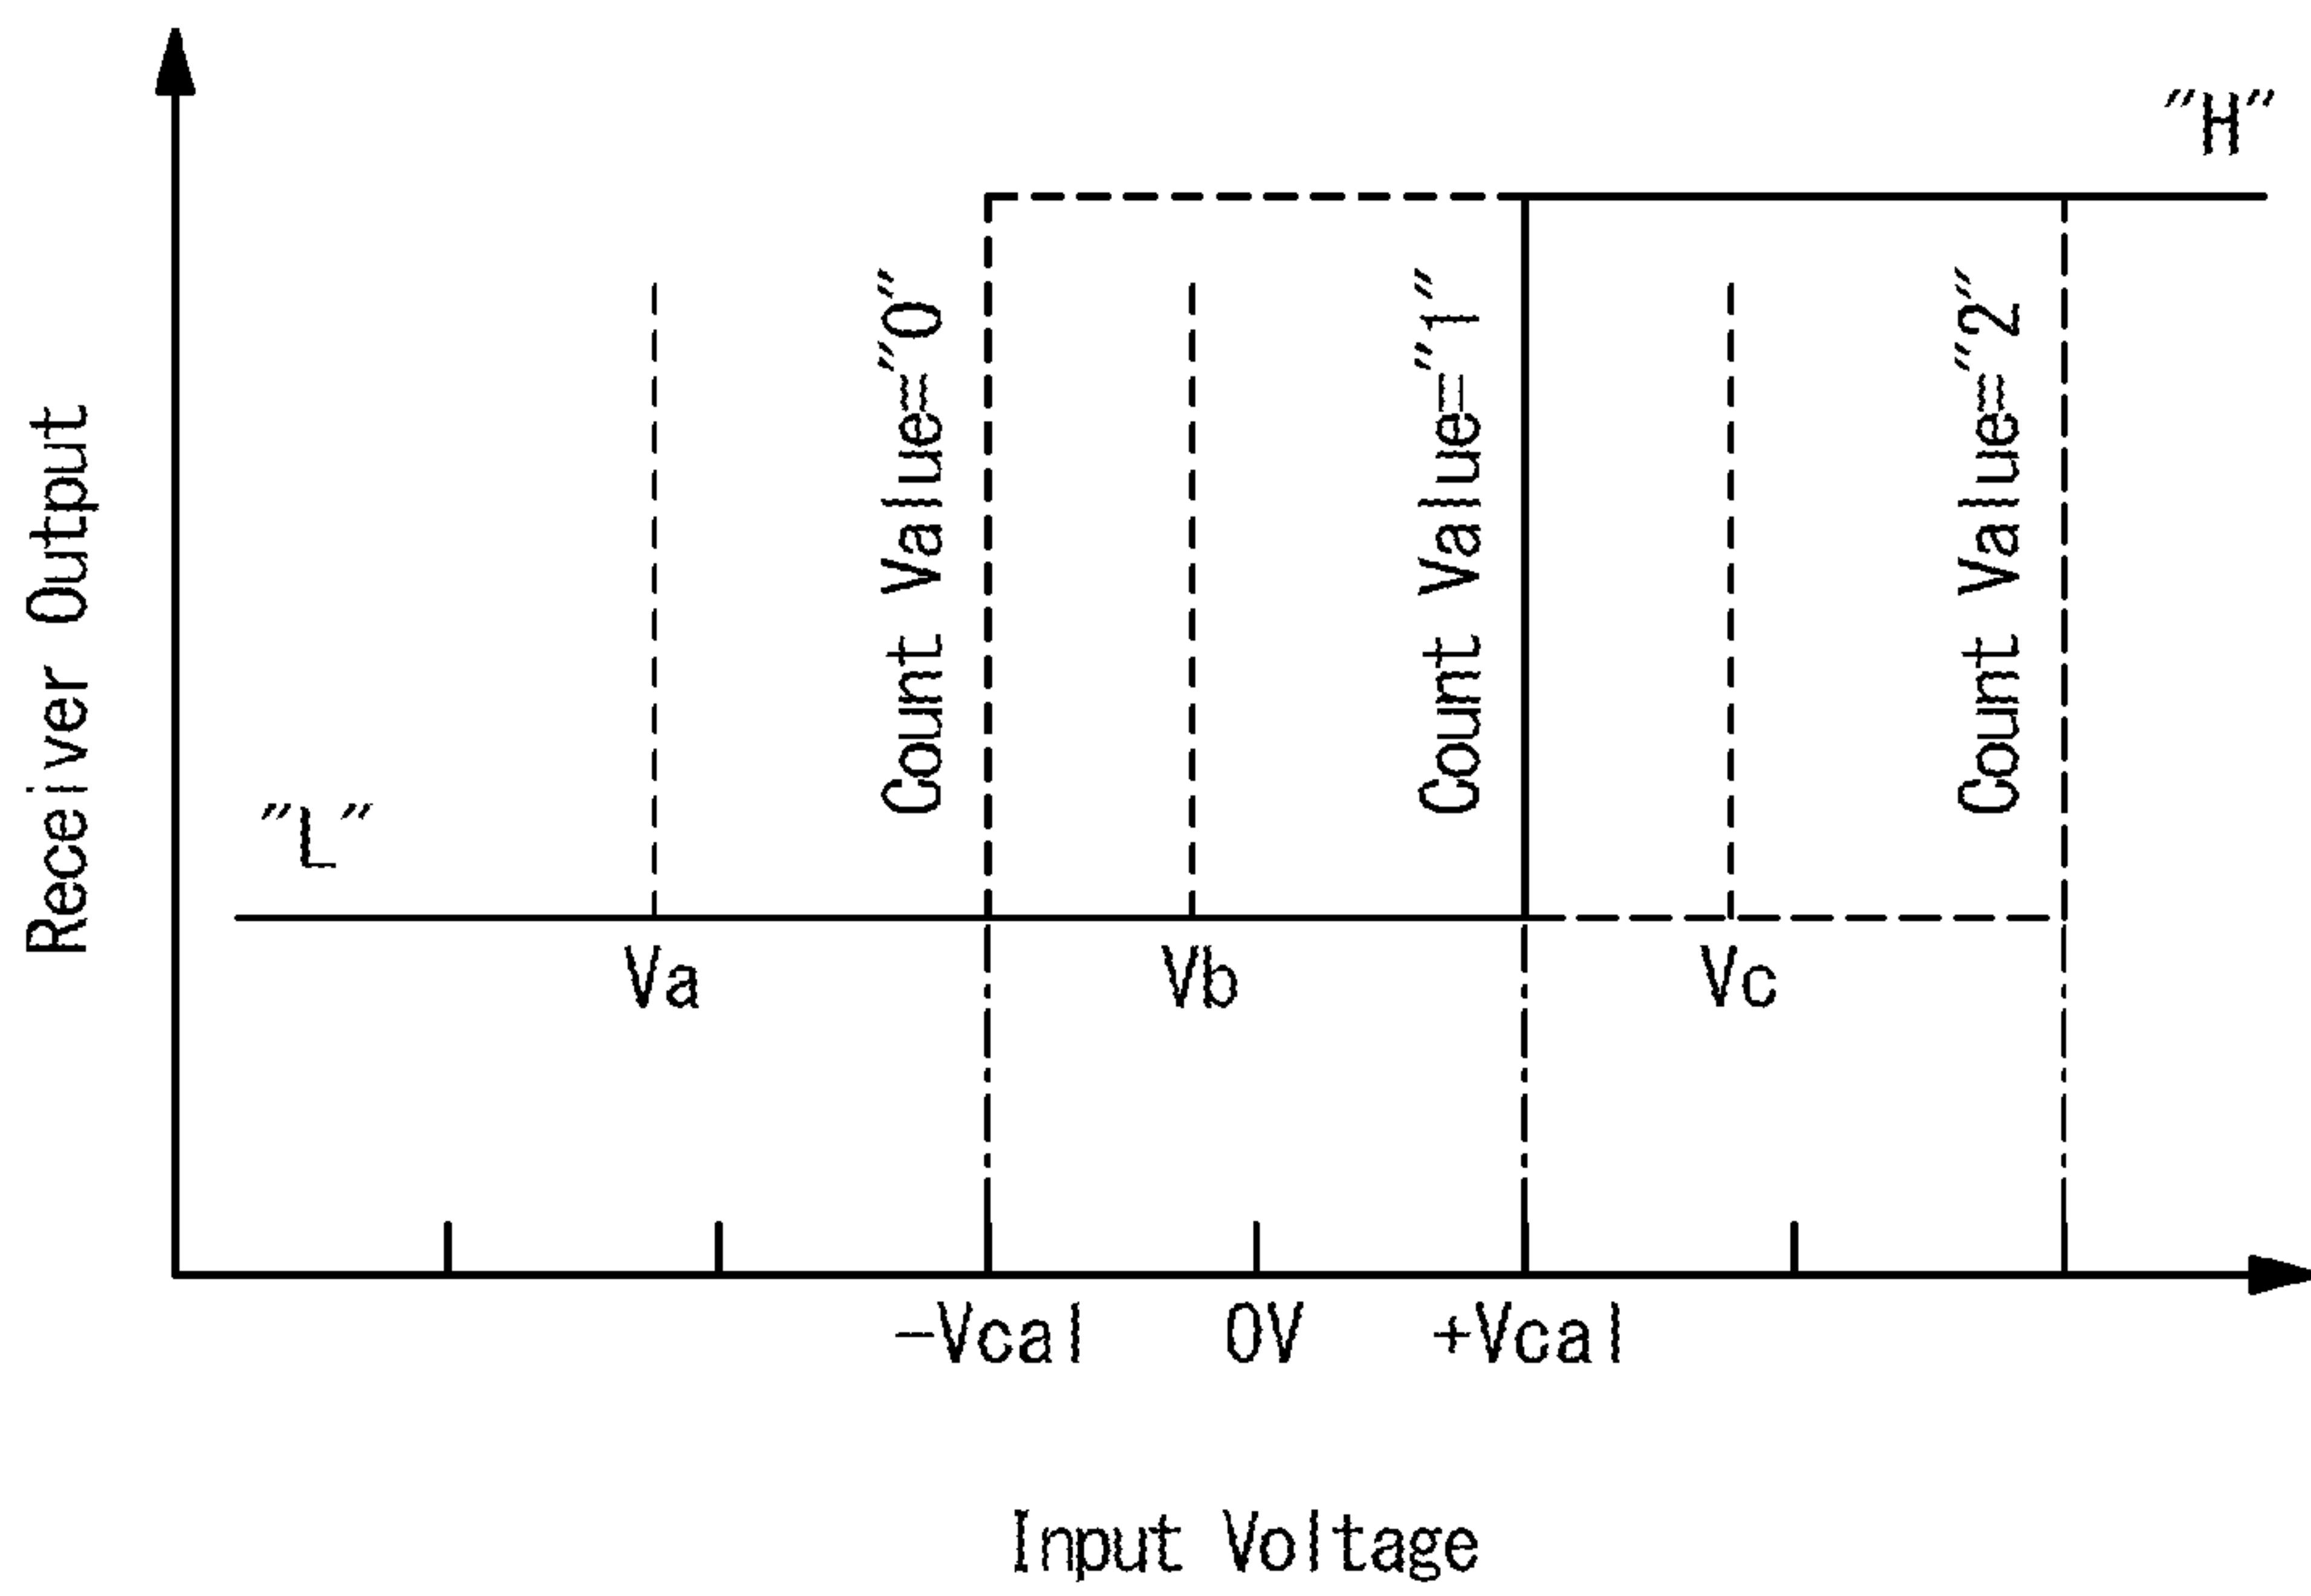 "H"
Count Value="0"
Count Value="1"
Count Value="2"
Receiver Output
"L"
Va
Vb
Vc
-Vcal
0V
+Vcal
Input Voltage